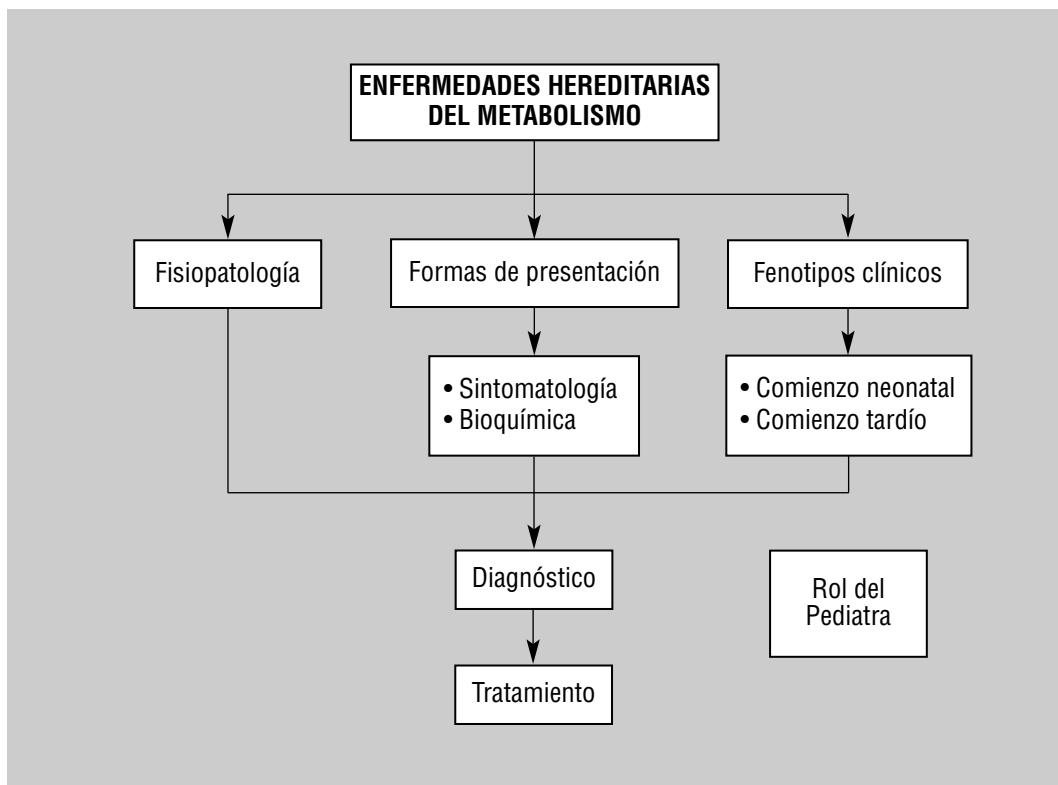 ENFERMEDADES HEREDITARIAS
DEL METABOLISMO
Fisiopatología
Formas de presentación
Fenotipos clínicos
• Sintomatología
• Bioquímica
• Comienzo neonatal
• Comienzo tardío
Diagnóstico
Rol del
Pediatra
Tratamiento